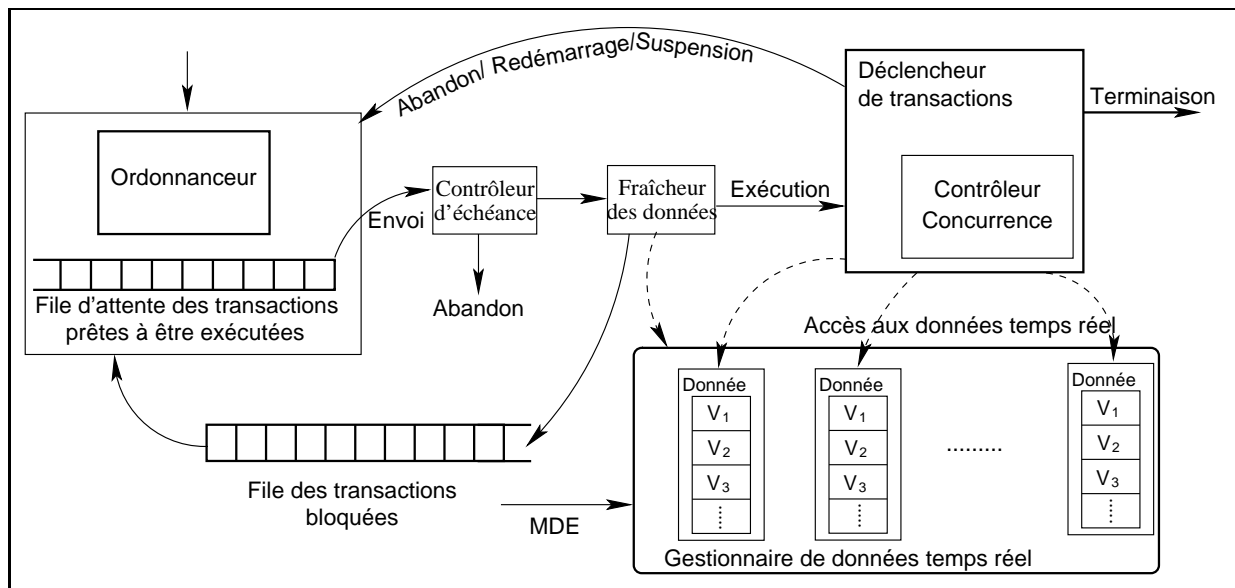 Abandon/ Redémarrage/Suspension
Déclencheur
de transactions
Terminaison
Ordonnanceur
Contrôleur
d'échéance
Fraîcheur
des données
Exécution
Contrôleur
Concurrence
Envoi
File d'attente des transactions
prêtes à être exécutées
Abandon
Accès aux données temps réel
Donnée
V1
V2
V3
Donnée
V1
V2
V3
.........
Donnée
V1
V2
V3
File des transactions
bloquées
MDE
Gestionnaire de données temps réel